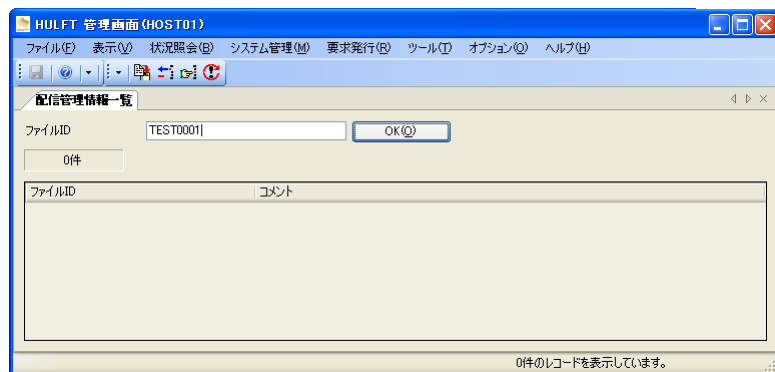 HULFT 管理画面(HOST01)
ファイル(F) 表示(V) 状況照会(B) システム管理(M) 要求発行(R) ツール(T) オプション(O) ヘルプ(H)
配信管理情報一覧
ファイルID TEST0001 OK(O)
0件
ファイルID コメント
0件のレコードを表示しています。